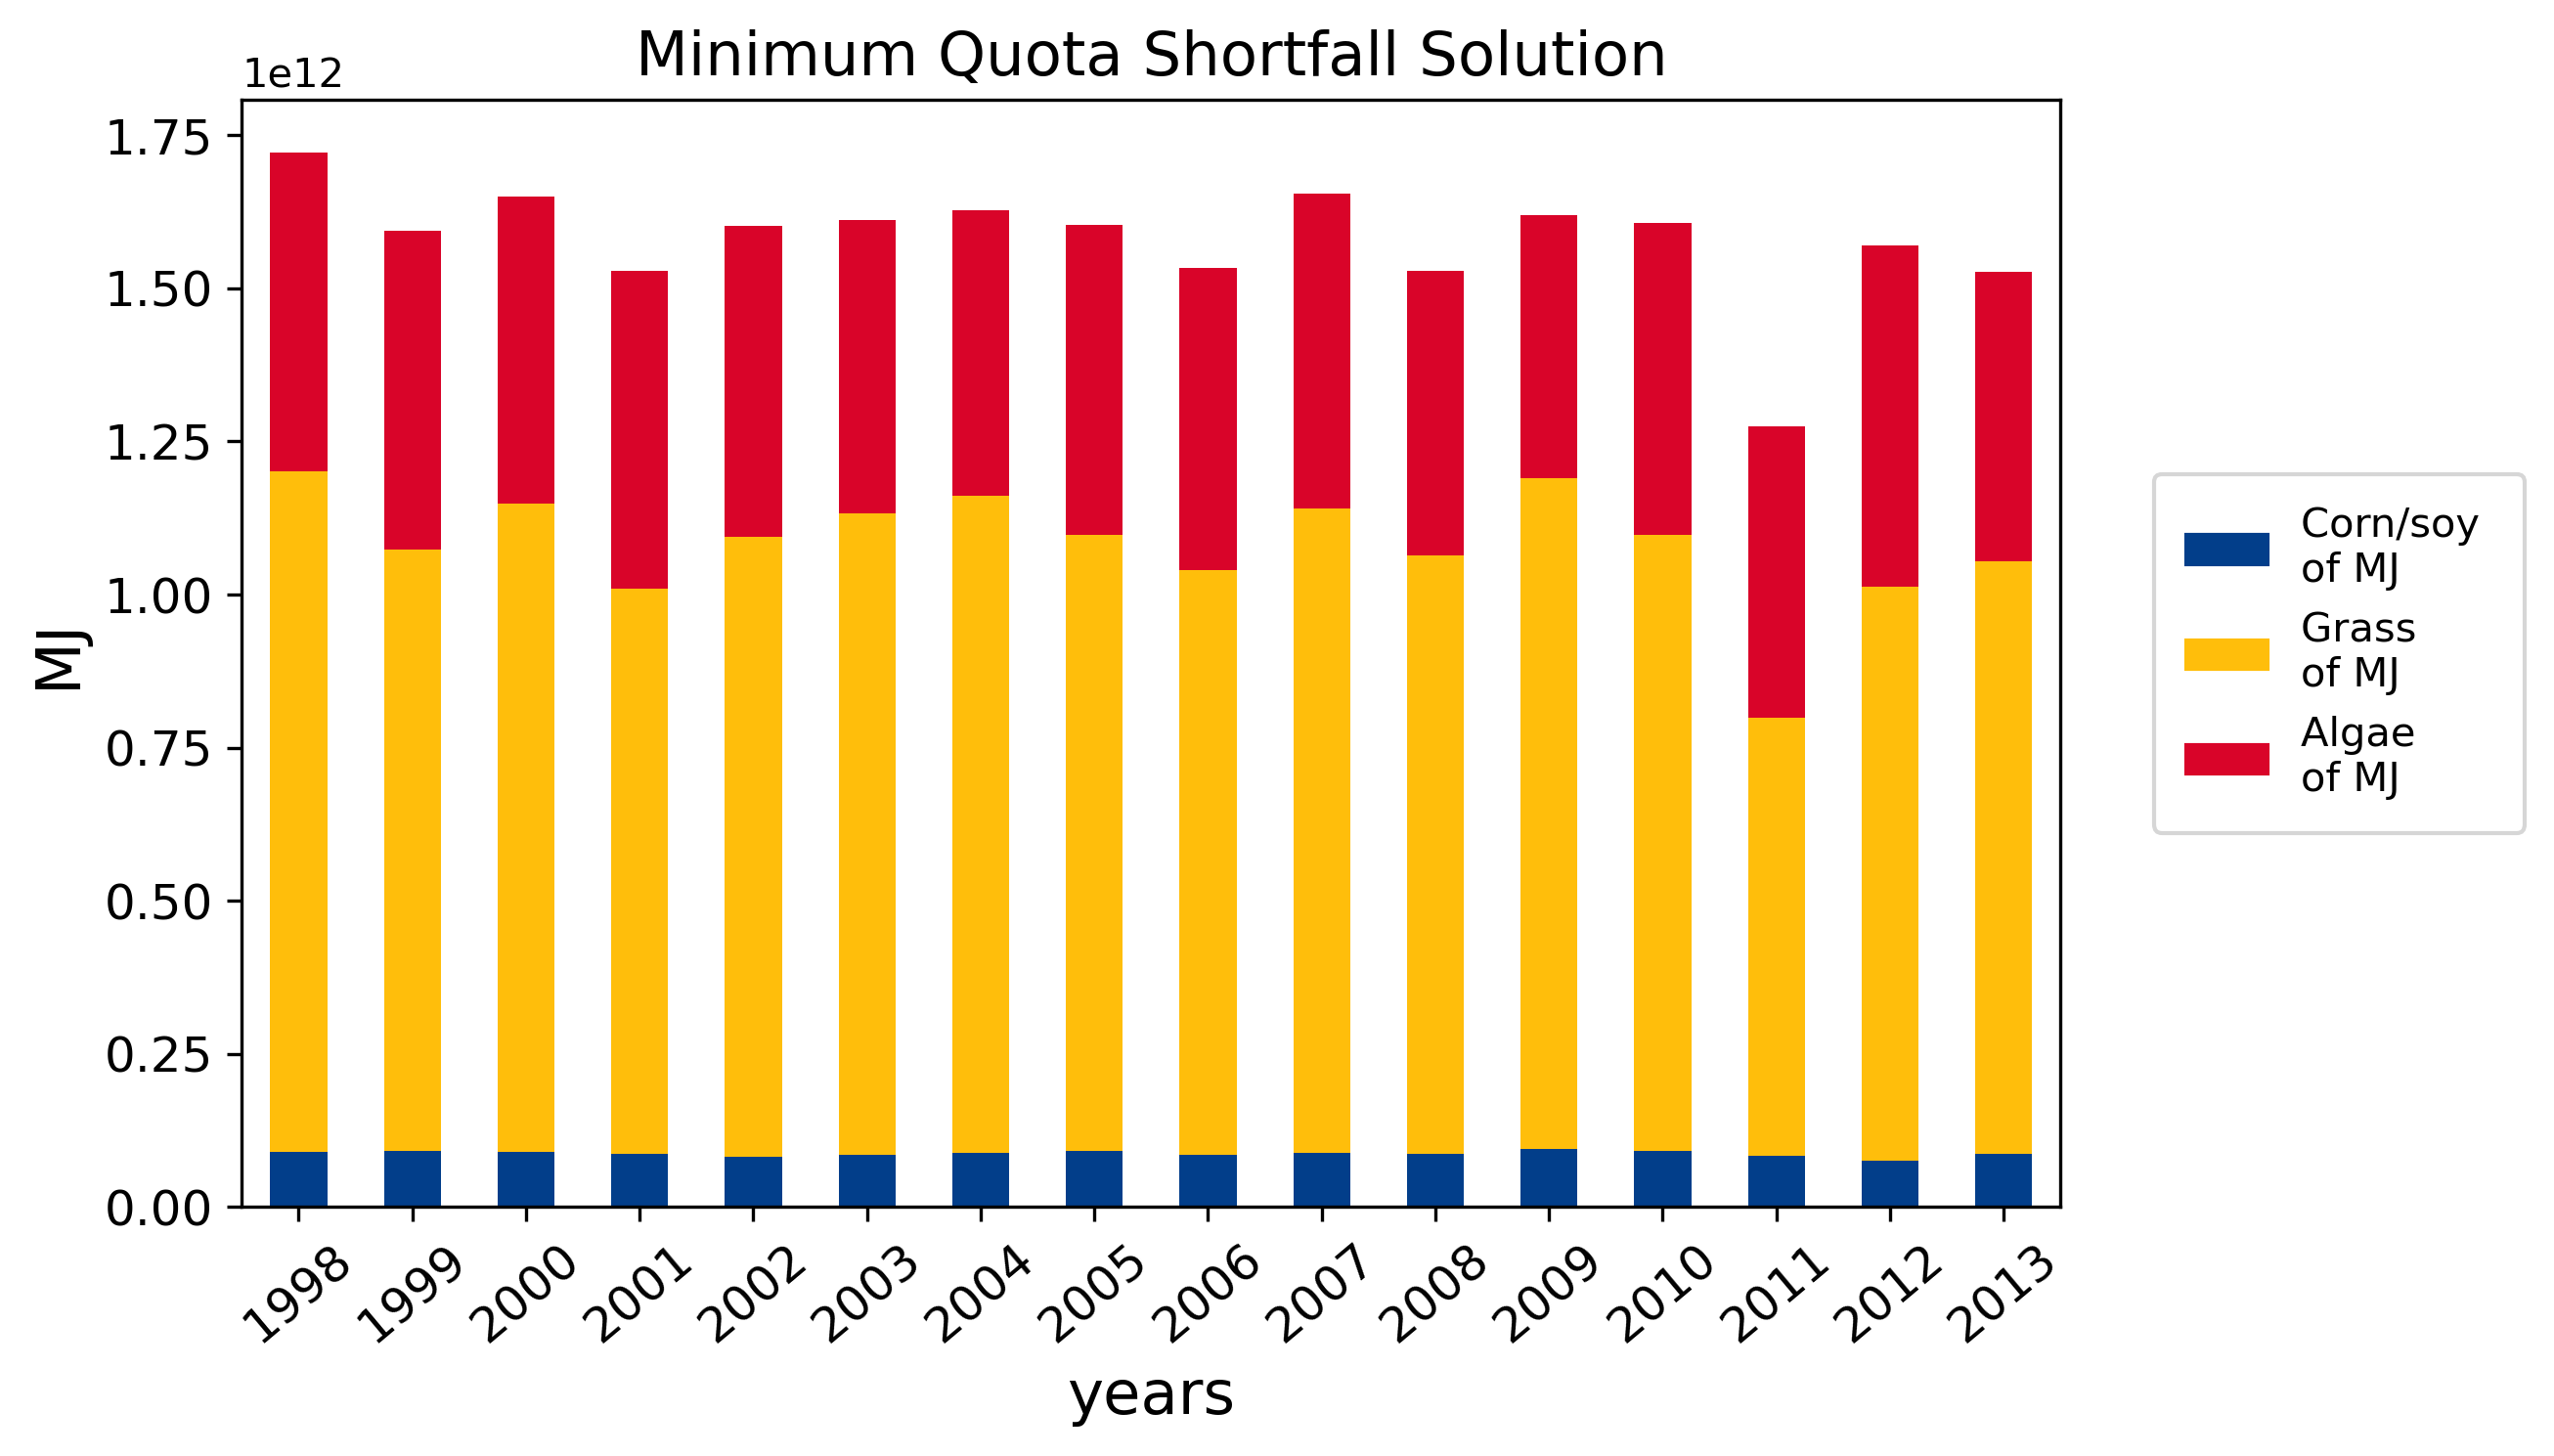 Minimum Quota Shortfall Solution
1e12
1.75
1.50
1.25
1.00
0.75
0.50
0.25
0.00
MJ
1998 1999 2000 2001 2002 2003 2004 2005 2006 2007 2008 2009 2010 2011 2012 2013
years
Corn/soy
of MJ
Grass
of MJ
Algae
of MJ